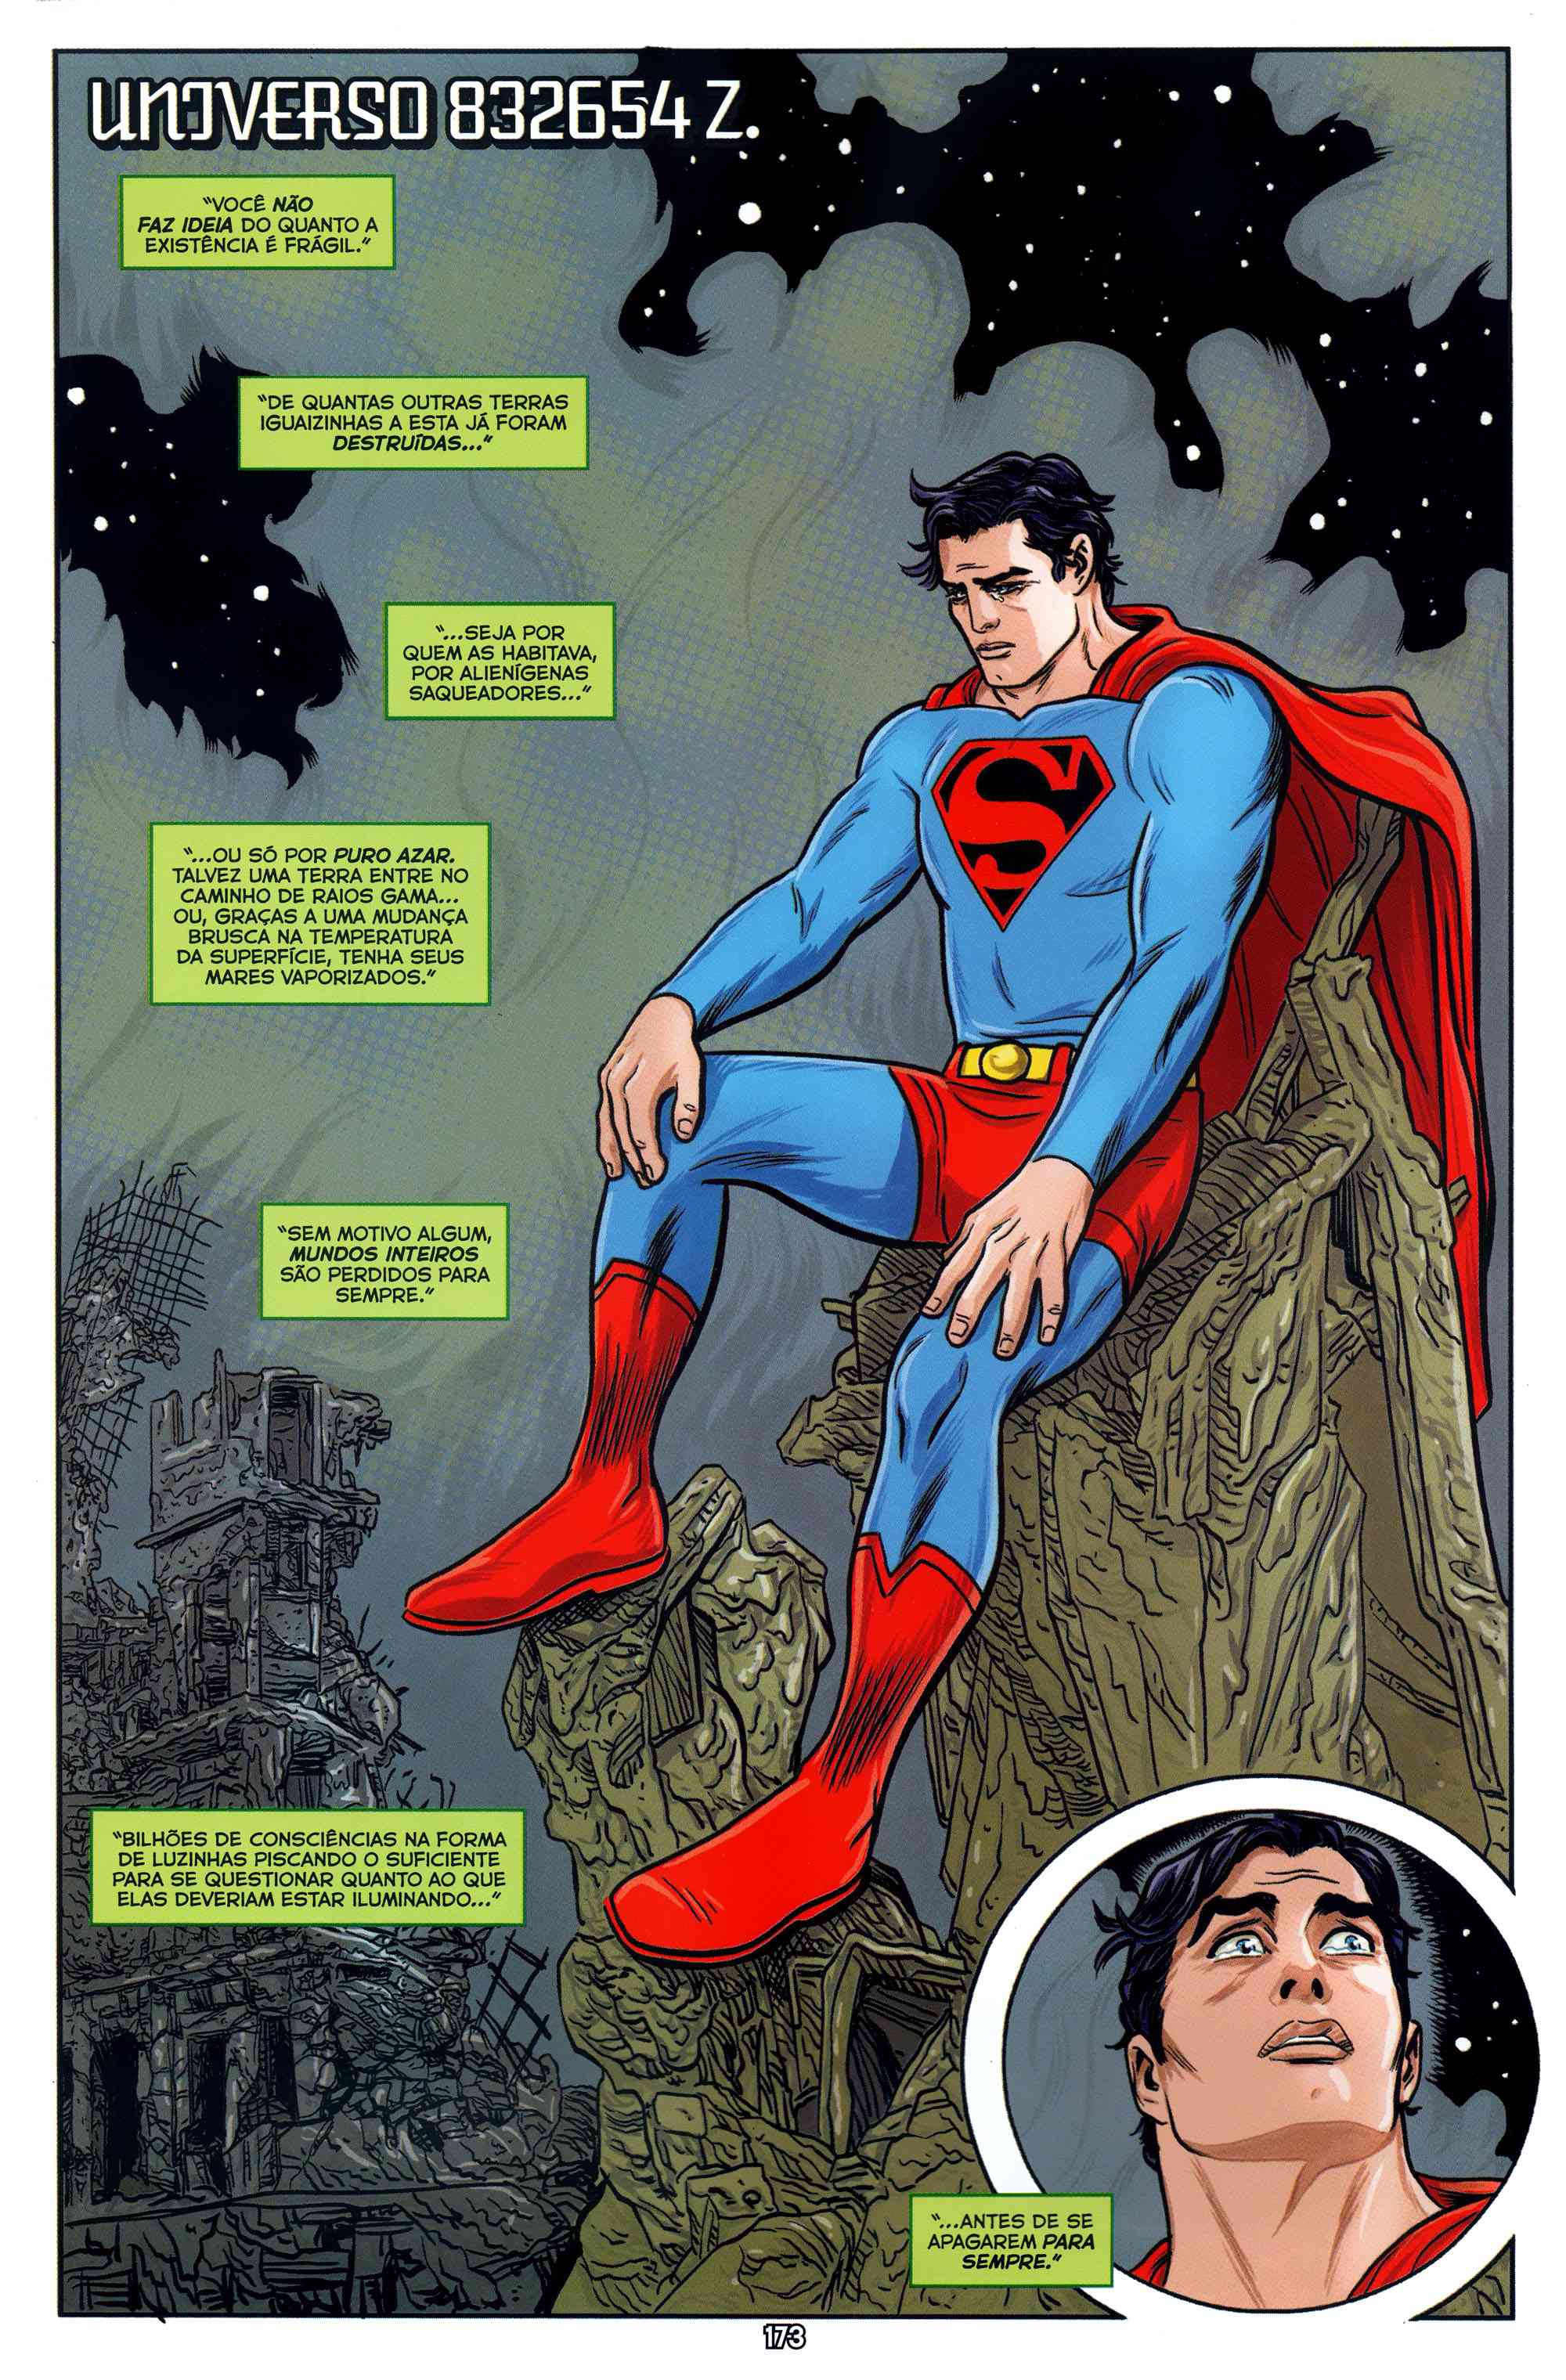 UNIVERSO 832654 Z.
"VOCÊ NÃO
FAZ IDEIA DO QUANTO A
EXISTÊNCIA É FRÁGIL."
"DE QUANTAS OUTRAS TERRAS
IGUAIZINHAS A ESTA JÁ FORAM
DESTRUÍDAS..."
"...SEJA POR
QUEM AS HABITAVA,
POR ALIENÍGENAS
SAQUEADORES..."
"...OU SÓ POR PURO AZAR.
TALVEZ UMA TERRA ENTRE NO
CAMINHO DE RAIOS GAMA...
OU, GRAÇAS A UMA MUDANÇA
BRUSCA NA TEMPERATURA
DA SUPERFÍCIE, TENHA SEUS
MARES VAPORIZADOS."
"SEM MOTIVO ALGUM,
MUNDOS INTEIROS
SÃO PERDIDOS PARA
SEMPRE."
"BILHÕES DE CONSCIÊNCIAS NA FORMA
DE LUZINHAS PISCANDO O SUFICIENTE
PARA SE QUESTIONAR QUANTO AO QUE
ELAS DEVERIAM ESTAR ILUMINANDO..."
"...ANTES DE SE
APAGAREM PARA
SEMPRE."
S
173